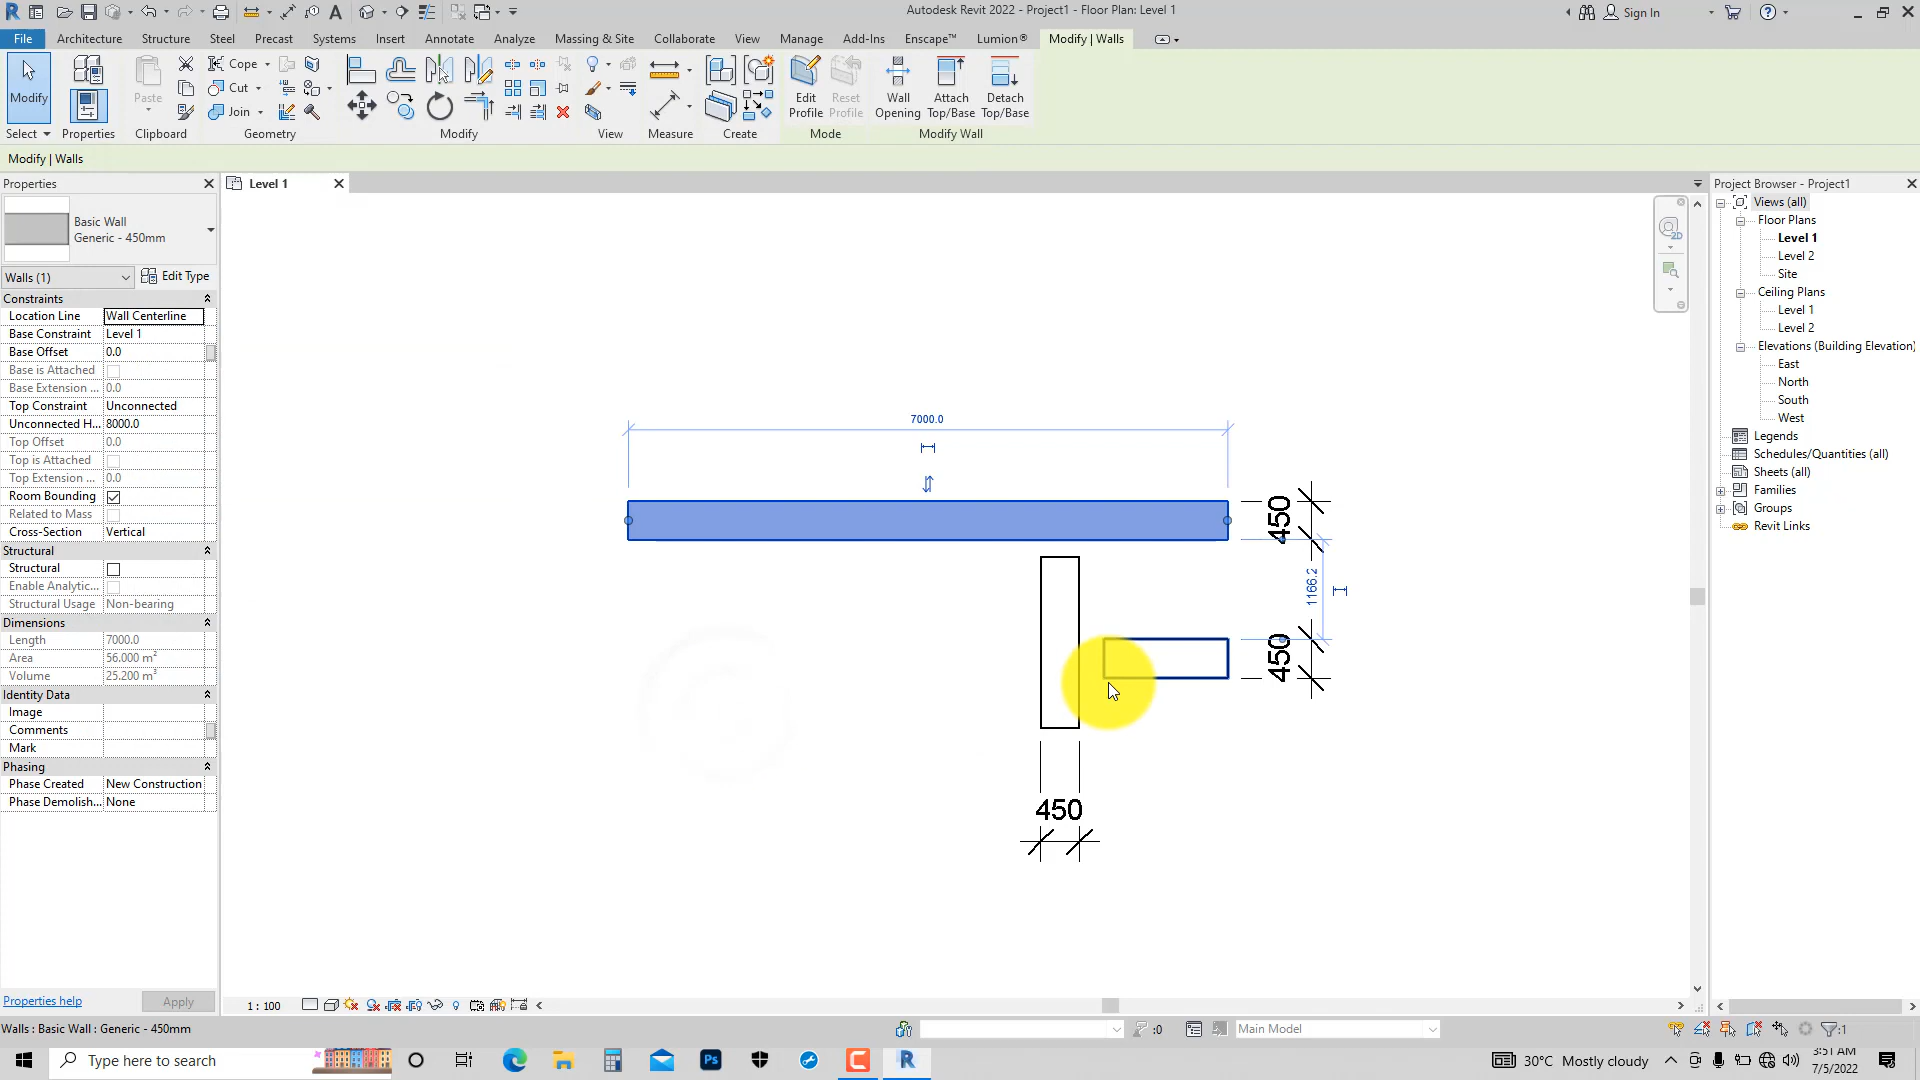 Autodesk Revit 2022 - Project1 - Floor Plan: Level 1
Sign In
File Architecture Structure Steel Precast Systems Insert Annotate Analyze Massing & Site Collaborate View Manage Add-Ins Enscape™ Lumion® Modify | Walls
Modify
Paste
Cope
Cut
Join
Edit Profile
Reset Profile
Wall Opening
Attach Top/Base
Detach Top/Base
Select Properties Clipboard Geometry Modify View Measure Create Mode Modify Wall
Modify | Walls
Properties
Basic Wall
Generic - 450mm
Walls (1) Edit Type
Constraints
Location Line Wall Centerline
Base Constraint Level 1
Base Offset 0.0
Base is Attached
Base Extension ... 0.0
Top Constraint Unconnected
Unconnected H... 8000.0
Top Offset 0.0
Top is Attached
Top Extension ... 0.0
Room Bounding
Related to Mass
Cross-Section Vertical
Structural
Structural
Enable Analytic...
Structural Usage Non-bearing
Dimensions
Length 7000.0
Area 56.000 m²
Volume 25.200 m³
Identity Data
Image
Comments
Mark
Phasing
Phase Created New Construction
Phase Demolish... None
Properties help Apply
Level 1
7000.0
450
1166.2
450
450
2D
Project Browser - Project1
Views (all)
Floor Plans
Level 1
Level 2
Site
Ceiling Plans
Level 1
Level 2
Elevations (Building Elevation)
East
North
South
West
Legends
Schedules/Quantities (all)
Sheets (all)
Families
Groups
Revit Links
1 : 100
Walls : Basic Wall : Generic - 450mm
:0
Main Model
:1
Type here to search
Ps
30°C Mostly cloudy
3:51 AM
7/5/2022